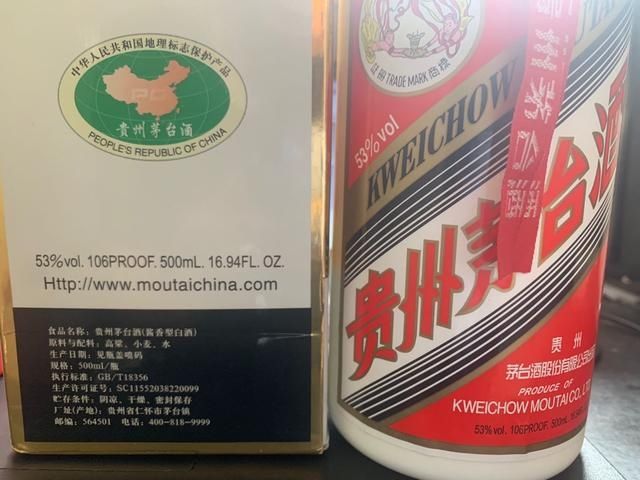 中华人民共和国地理标志保护产品
PG
贵州茅台酒
PEOPLE'S REPUBLIC OF CHINA
53%vol. 106PROOF. 500mL. 16.94FL. OZ.
Http://www.moutaichina.com
食品名称：贵州茅台酒(酱香型白酒)
原料与配料：高粱、小麦、水
生产日期：见瓶盖喷码
规格：500ml/瓶
执行标准：GB/T18356
生产许可证号：SC11552038220099
贮存条件：阴凉、干燥、密封保存
厂址(产地)：贵州省仁怀市茅台镇
邮编：564501 电话：400-818-9999
注册 TRADE MARK 商標
53%vol
KWEICHOW MOUTAI
贵州茅台酒
贵州
茅台酒股份有限公司
PRODUCE OF
KWEICHOW MOUTAI CO., LTD
53%vol. 106PROOF 500mL